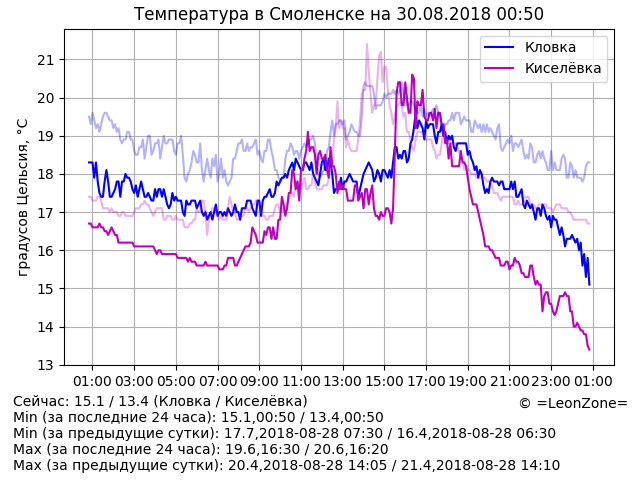 Температура в Смоленске на 30.08.2018 00:50
градусов Цельсия, °C
21
20
19
18
17
16
15
14
13
Кловка
Киселёвка
01:00 03:00 05:00 07:00 09:00 11:00 13:00 15:00 17:00 19:00 21:00 23:00 01:00
Сейчас: 15.1 / 13.4 (Кловка / Киселёвка)
© =LeonZone=
Min (за последние 24 часа): 15.1,00:50 / 13.4,00:50
Min (за предыдущие сутки): 17.7,2018-08-28 07:30 / 16.4,2018-08-28 06:30
Max (за последние 24 часа): 19.6,16:30 / 20.6,16:20
Max (за предыдущие сутки): 20.4,2018-08-28 14:05 / 21.4,2018-08-28 14:10